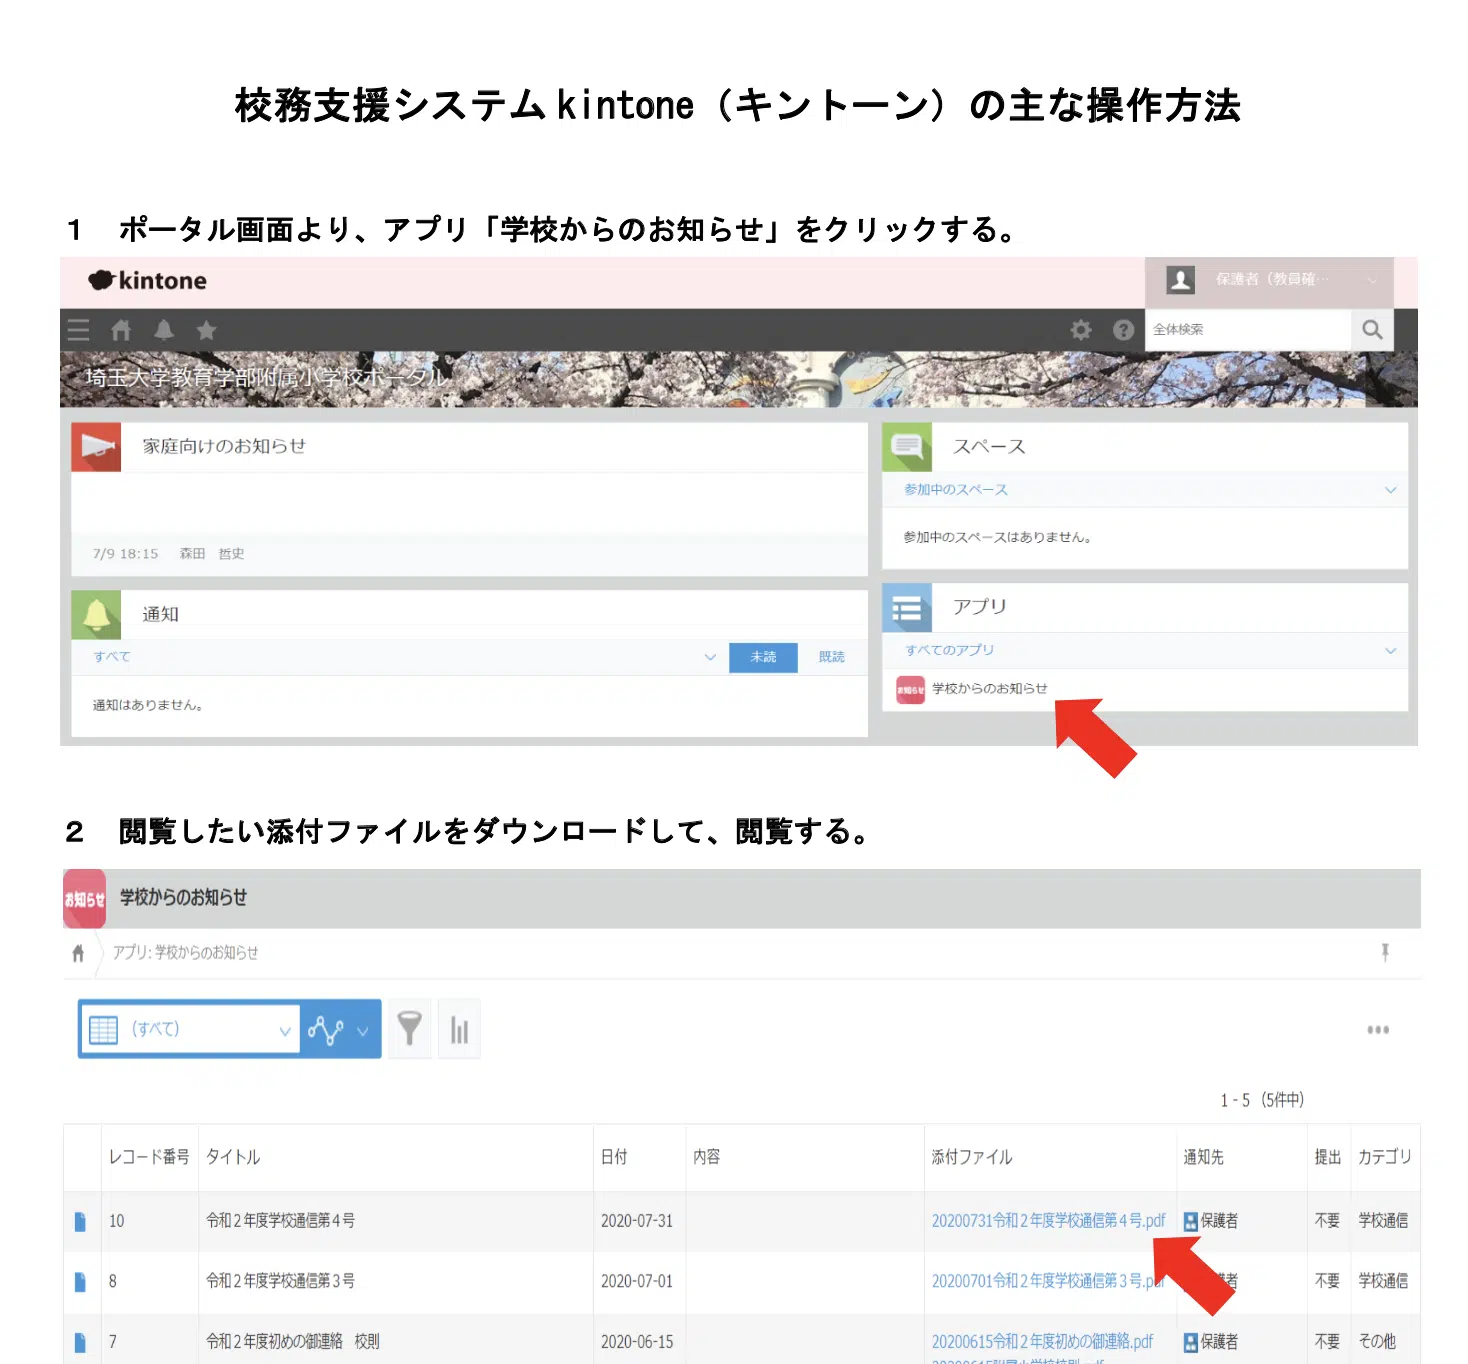 校務支援システム kintone（キントーン）の主な操作方法
１　ポータル画面より、アプリ「学校からのお知らせ」をクリックする。
kintone
保護者（教員確…
全体検索
埼玉大学教育学部附属小学校ポータル
家庭向けのお知らせ
7/9 18:15　森田　哲史
通知
すべて
未読
既読
通知はありません。
スペース
参加中のスペース
参加中のスペースはありません。
アプリ
すべてのアプリ
お知らせ 学校からのお知らせ
２　閲覧したい添付ファイルをダウンロードして、閲覧する。
お知らせ 学校からのお知らせ
アプリ: 学校からのお知らせ
（すべて）
1 - 5 （5件中）
レコード番号 タイトル 日付 内容 添付ファイル 通知先 提出 カテゴリ
10 令和２年度学校通信第４号 2020-07-31 20200731令和２年度学校通信第４号.pdf 保護者 不要 学校通信
8 令和２年度学校通信第３号 2020-07-01 20200701令和２年度学校通信第３号.pdf 者 不要 学校通信
7 令和２年度初めの御連絡　校則 2020-06-15 20200615令和２年度初めの御連絡.pdf 保護者 不要 その他